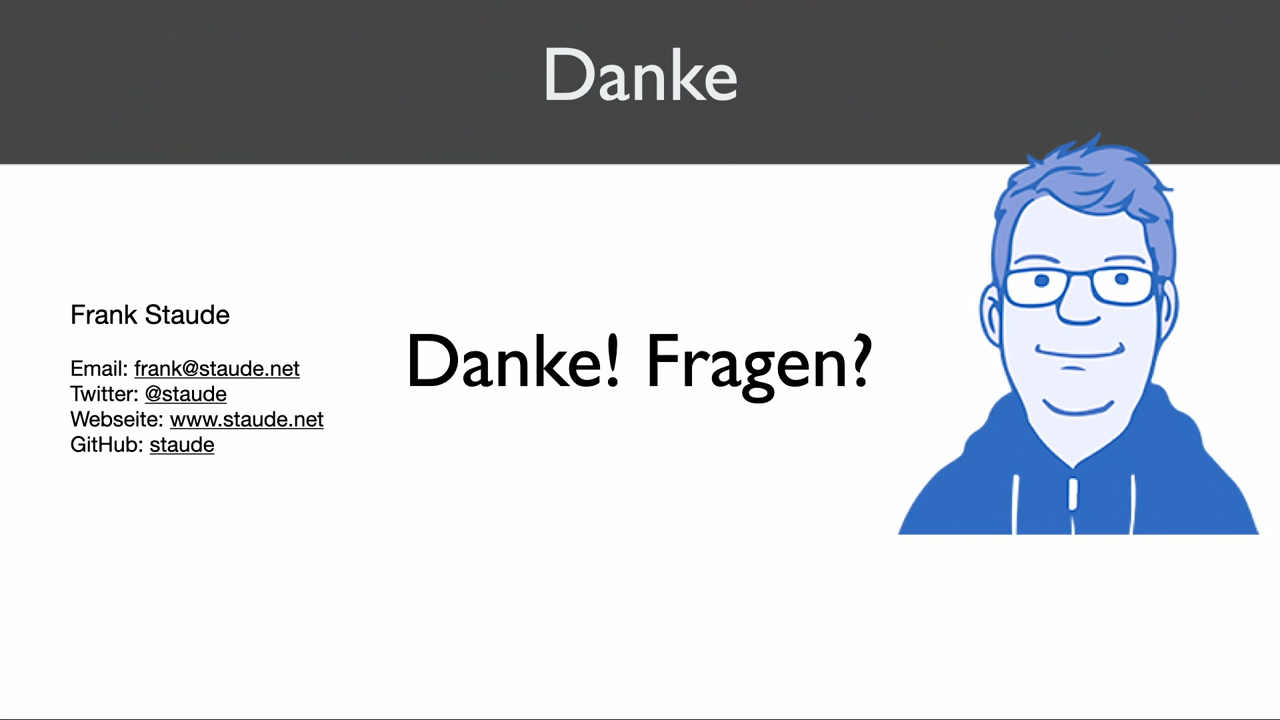 Danke
Frank Staude
Email: frank@staude.net
Twitter: @staude
Webseite: www.staude.net
GitHub: staude
Danke! Fragen?